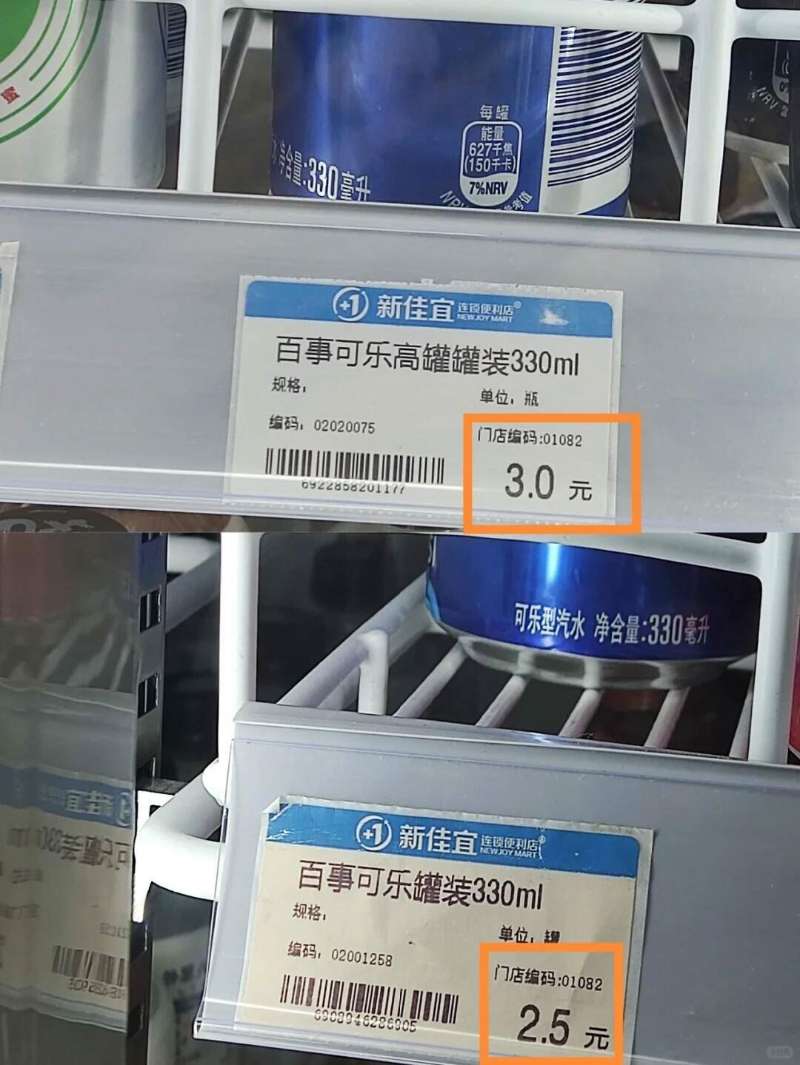 每罐
能量
627千焦
(150千卡)
7%NRV
净含量:330毫升
+1 新佳宜 连锁便利店®
NEW JOY MART
百事可乐高罐罐装330ml
规格:
单位: 瓶
编码: 02020075
门店编码:01082
6922858201177
3.0 元
可乐型汽水 净含量:330毫升
+1 新佳宜 连锁便利店
NEW JOY MART
百事可乐罐装330ml
规格:
单位: 罐
编码: 02001258
门店编码:01082
6908946286905
2.5 元